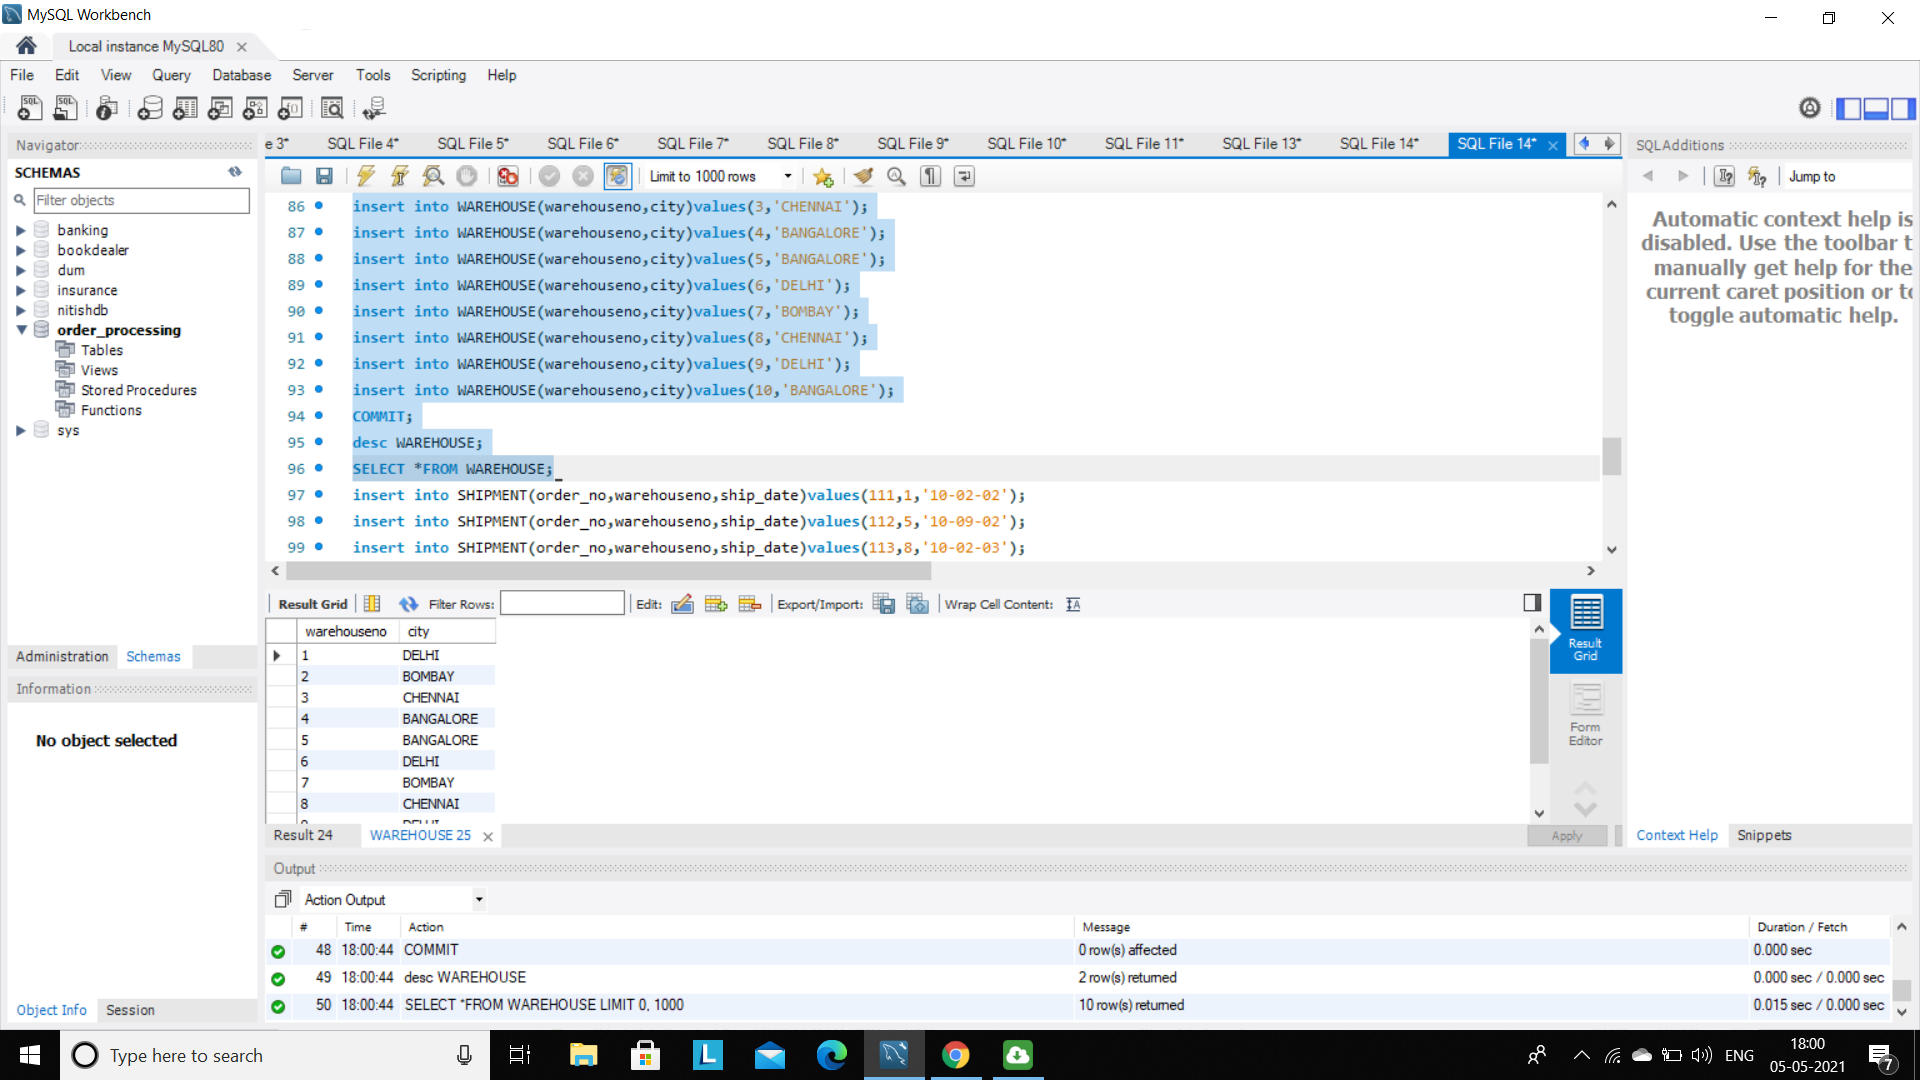 MySQL Workbench
Local instance MySQL80
File Edit View Query Database Server Tools Scripting Help
Navigator
SCHEMAS
Filter objects
banking
bookdealer
dum
insurance
nitishdb
order_processing
Tables
Views
Stored Procedures
Functions
sys
Administration Schemas
Information
No object selected
Object Info Session
e 3* SQL File 4* SQL File 5* SQL File 6* SQL File 7* SQL File 8* SQL File 9* SQL File 10* SQL File 11* SQL File 13* SQL File 14* SQL File 14*
Limit to 1000 rows
86 insert into WAREHOUSE(warehouseno,city)values(3,'CHENNAI');
87 insert into WAREHOUSE(warehouseno,city)values(4,'BANGALORE');
88 insert into WAREHOUSE(warehouseno,city)values(5,'BANGALORE');
89 insert into WAREHOUSE(warehouseno,city)values(6,'DELHI');
90 insert into WAREHOUSE(warehouseno,city)values(7,'BOMBAY');
91 insert into WAREHOUSE(warehouseno,city)values(8,'CHENNAI');
92 insert into WAREHOUSE(warehouseno,city)values(9,'DELHI');
93 insert into WAREHOUSE(warehouseno,city)values(10,'BANGALORE');
94 COMMIT;
95 desc WAREHOUSE;
96 SELECT *FROM WAREHOUSE;
97 insert into SHIPMENT(order_no,warehouseno,ship_date)values(111,1,'10-02-02');
98 insert into SHIPMENT(order_no,warehouseno,ship_date)values(112,5,'10-09-02');
99 insert into SHIPMENT(order_no,warehouseno,ship_date)values(113,8,'10-02-03');
Result Grid Filter Rows: Edit: Export/Import: Wrap Cell Content:
warehouseno city
1 DELHI
2 BOMBAY
3 CHENNAI
4 BANGALORE
5 BANGALORE
6 DELHI
7 BOMBAY
8 CHENNAI
9 DELHI
Result Grid
Form Editor
Result 24 WAREHOUSE 25
Apply
SQLAdditions
Jump to
Automatic context help is
disabled. Use the toolbar t
manually get help for the
current caret position or to
toggle automatic help.
Context Help Snippets
Output
Action Output
# Time Action Message Duration / Fetch
48 18:00:44 COMMIT 0 row(s) affected 0.000 sec
49 18:00:44 desc WAREHOUSE 2 row(s) returned 0.000 sec / 0.000 sec
50 18:00:44 SELECT *FROM WAREHOUSE LIMIT 0, 1000 10 row(s) returned 0.015 sec / 0.000 sec
Type here to search
L
ENG
18:00
05-05-2021
7